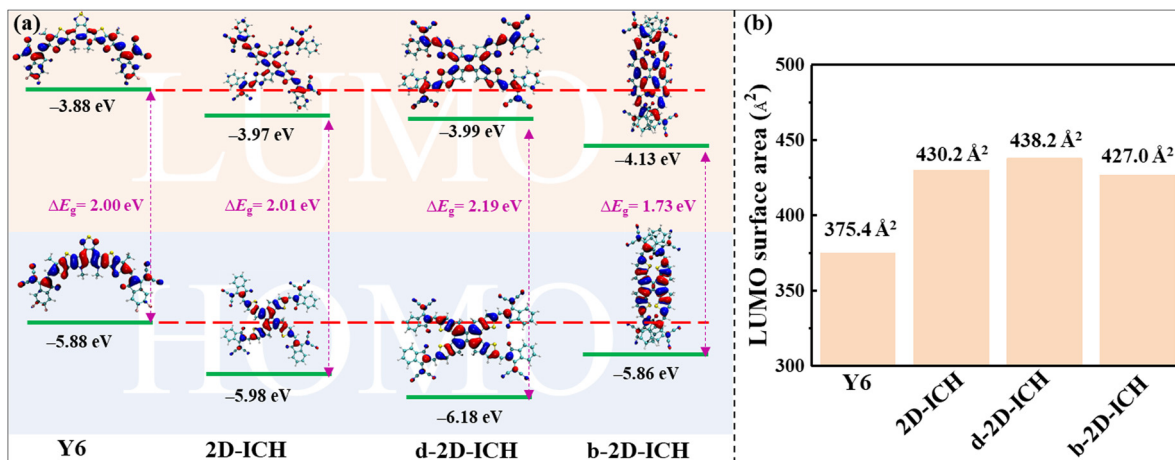 (a)
LUMO
–3.88 eV
–3.97 eV
–3.99 eV
–4.13 eV
ΔEg= 2.00 eV
ΔEg= 2.01 eV
ΔEg= 2.19 eV
ΔEg= 1.73 eV
HOMO
–5.88 eV
–5.98 eV
–6.18 eV
–5.86 eV
Y6
2D-ICH
d-2D-ICH
b-2D-ICH
(b)
LUMO surface area (Å²)
500
450
400
350
300
375.4 Å²
430.2 Å²
438.2 Å²
427.0 Å²
Y6
2D-ICH
d-2D-ICH
b-2D-ICH